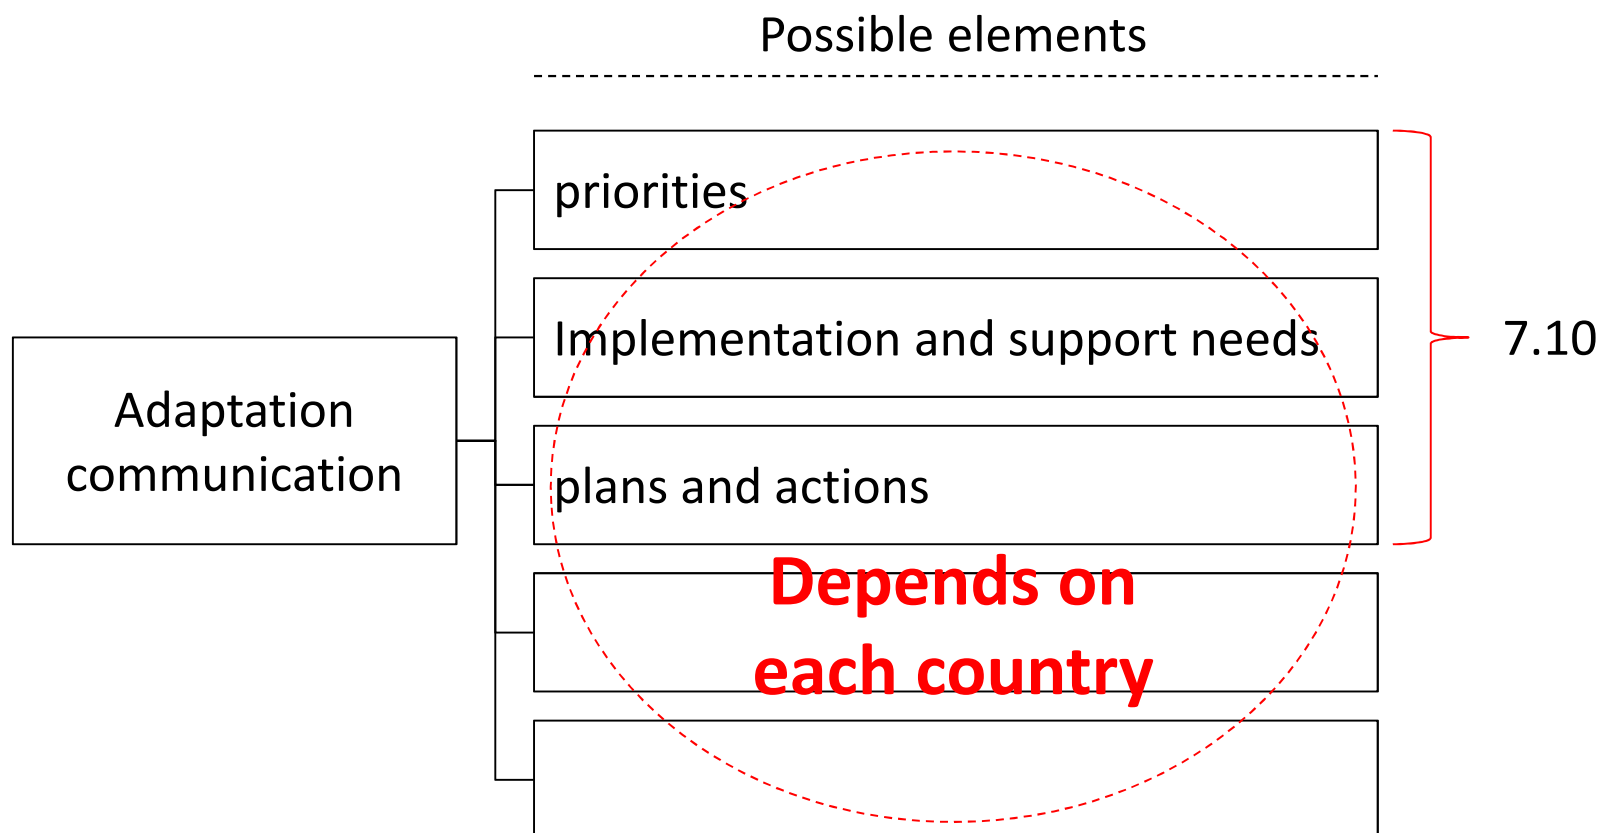 Possible elements
priorities
Implementation and support needs
7.10
Adaptation
communication
plans and actions
Depends on
each country